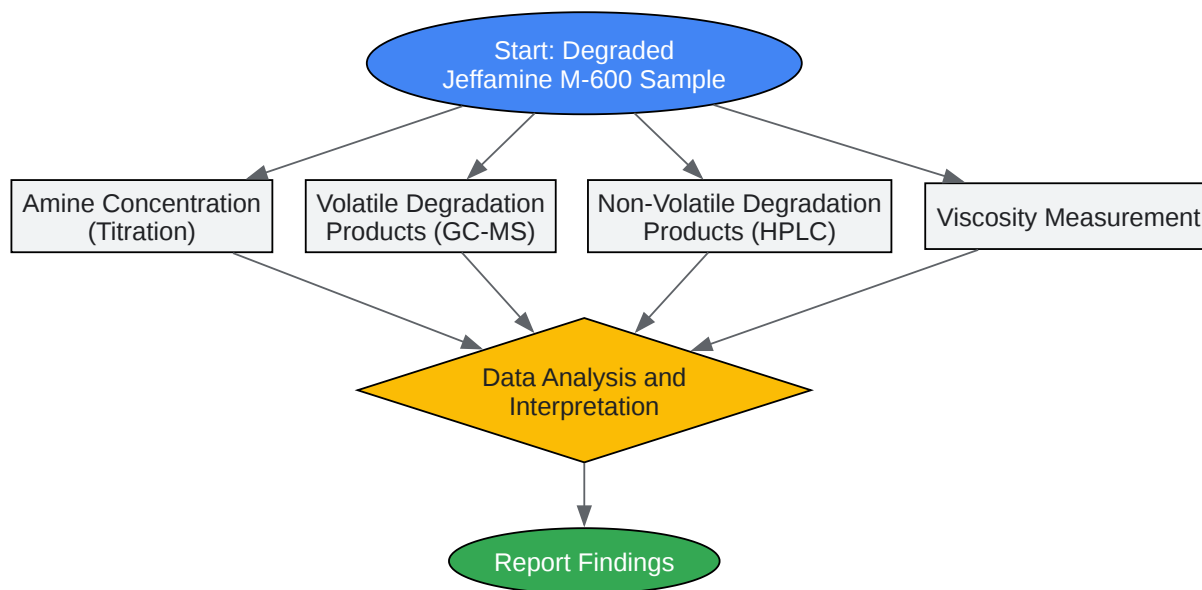 Start: Degraded
Jeffamine M-600 Sample
Amine Concentration
(Titration)
Volatile Degradation
Products (GC-MS)
Non-Volatile Degradation
Products (HPLC)
Viscosity Measurement
Data Analysis and
Interpretation
Report Findings